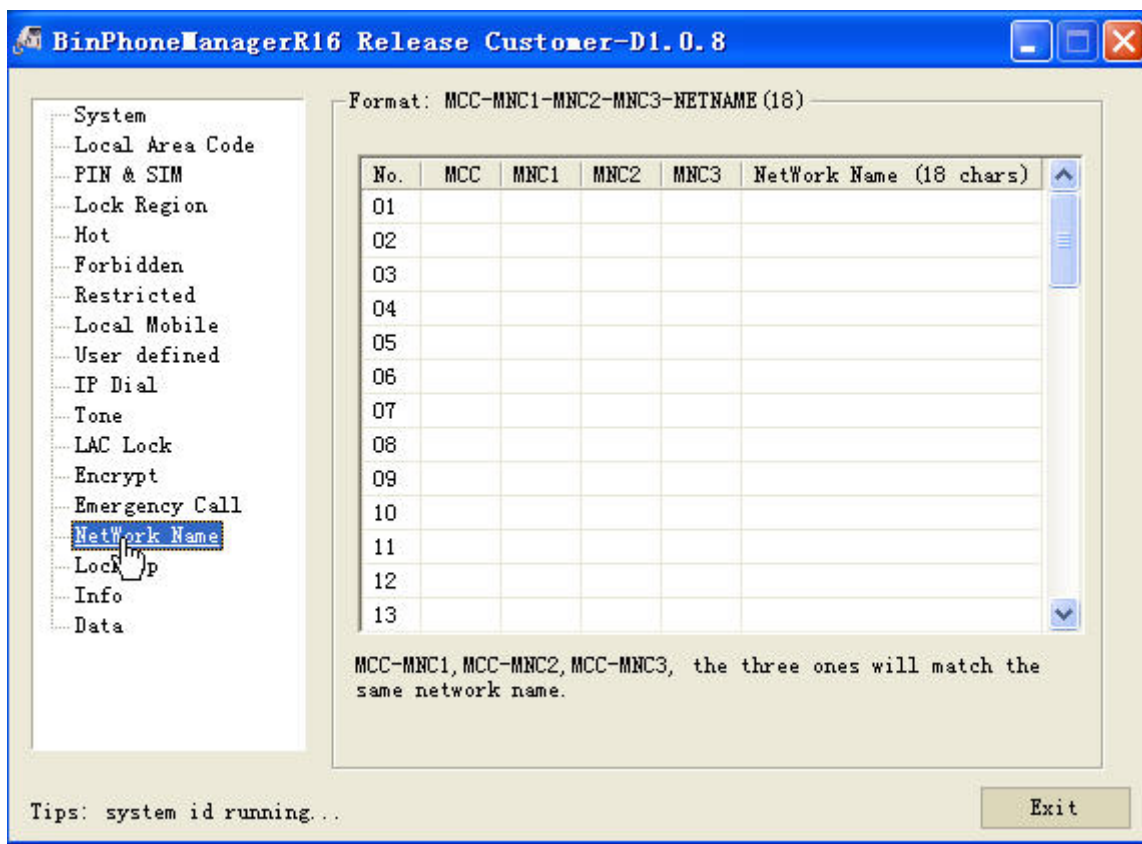 BinPhoneManagerR16 Release Customer-D1.0.8
System
Local Area Code
PIN & SIM
Lock Region
Hot
Forbidden
Restricted
Local Mobile
User defined
IP Dial
Tone
LAC Lock
Encrypt
Emergency Call
NetWork Name
Info
Data
Format: MCC-MNC1-MNC2-MNC3-NETNAME(18)
No. MCC MNC1 MNC2 MNC3 NetWork Name (18 chars)
01
02
03
04
05
06
07
08
09
10
11
12
13
MCC-MNC1,MCC-MNC2,MCC-MNC3, the three ones will match the
same network name.
Tips: system id running...
Exit